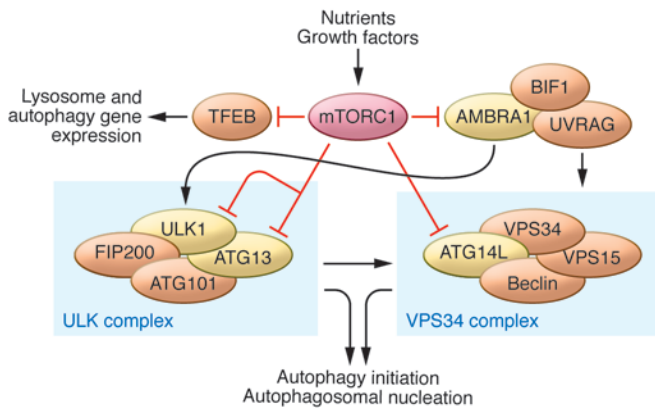 Nutrients
Growth factors
Lysosome and
autophagy gene
expression
TFEB
mTORC1
AMBRA1
BIF1
UVRAG
ULK1
FIP200
ATG13
ATG101
ULK complex
VPS34
ATG14L
VPS15
Beclin
VPS34 complex
Autophagy initiation
Autophagosomal nucleation